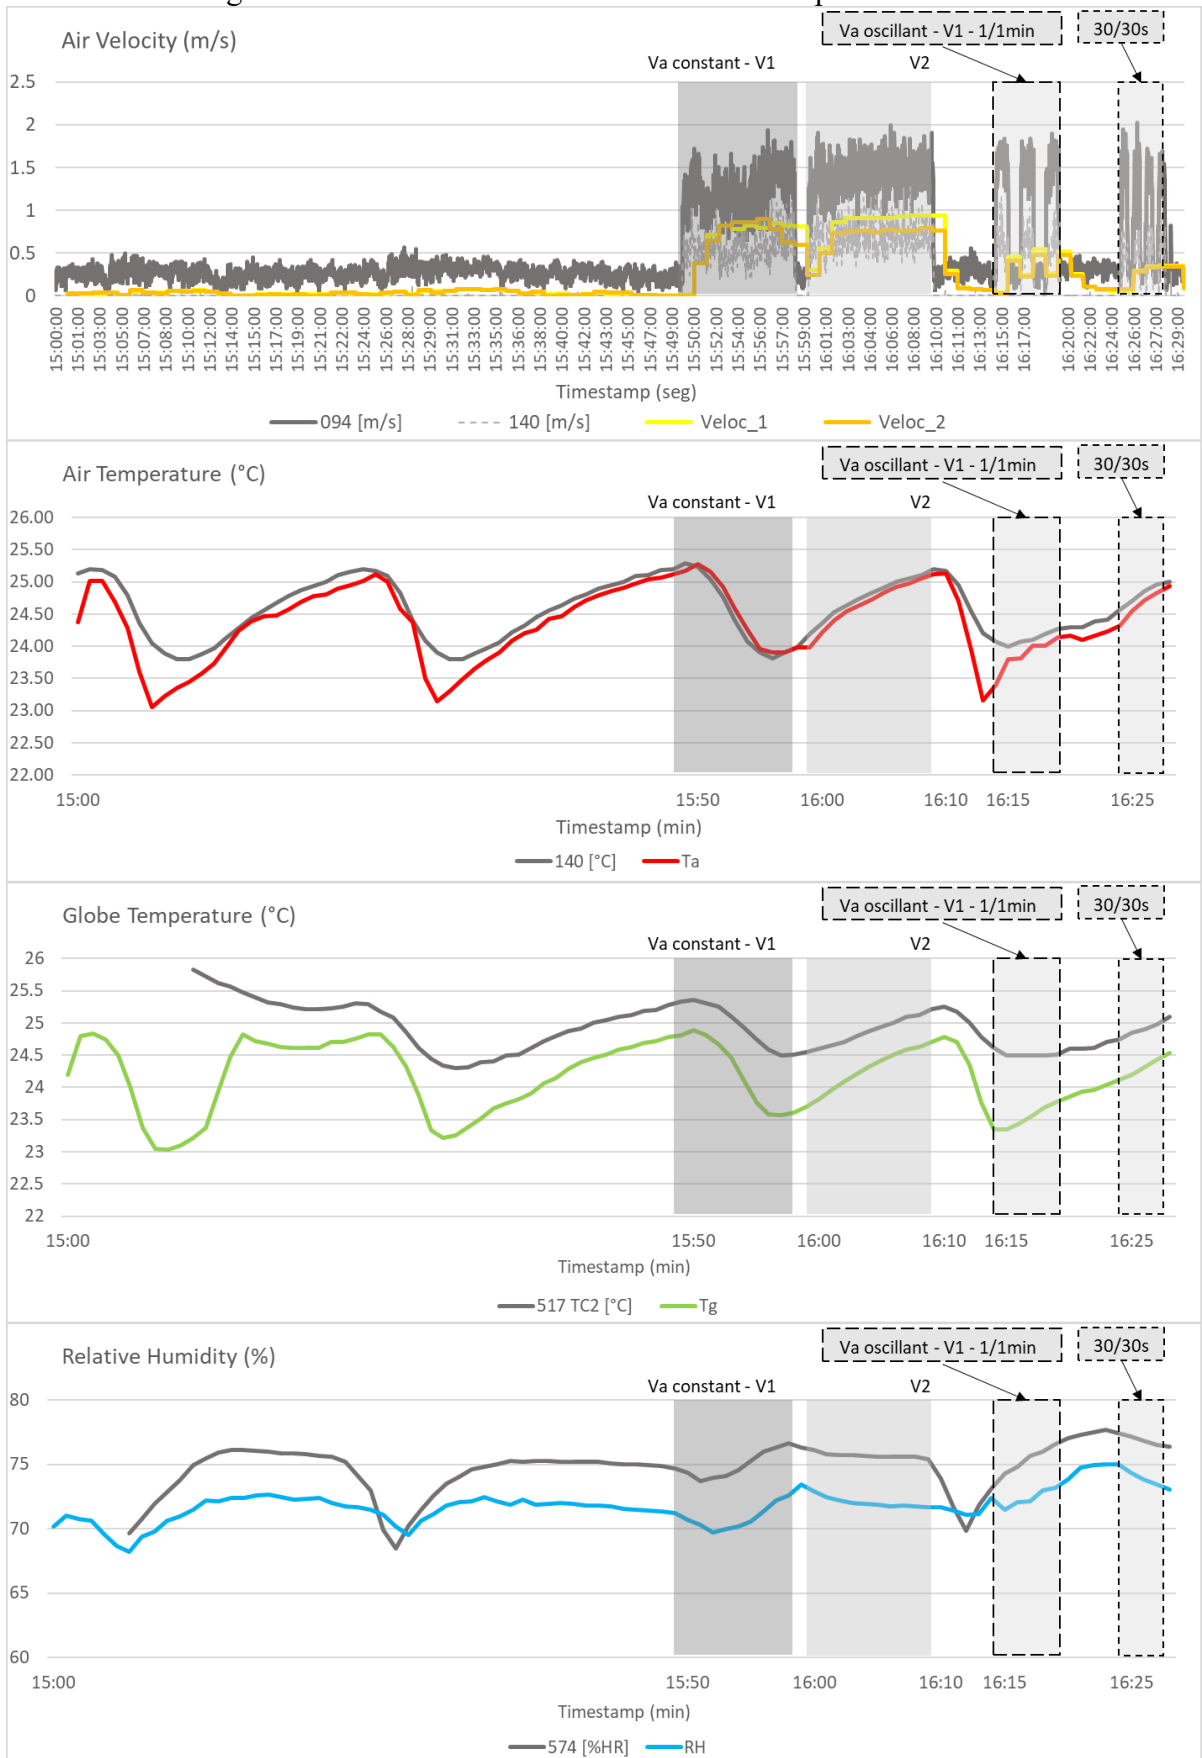 Air Velocity (m/s)
Va oscillant - V1 - 1/1min
30/30s
Va constant - V1
V2
2.5
2
1.5
1
0.5
0
15:00:00 15:01:00 15:03:00 15:05:00 15:07:00 15:08:00 15:10:00 15:12:00 15:14:00 15:15:00 15:17:00 15:19:00 15:21:00 15:22:00 15:24:00 15:26:00 15:28:00 15:29:00 15:31:00 15:33:00 15:35:00 15:36:00 15:38:00 15:40:00 15:42:00 15:43:00 15:45:00 15:47:00 15:49:00 15:50:00 15:52:00 15:54:00 15:56:00 15:57:00 15:59:00 16:01:00 16:03:00 16:04:00 16:06:00 16:08:00 16:10:00 16:11:00 16:13:00 16:15:00 16:17:00 16:20:00 16:22:00 16:24:00 16:26:00 16:27:00 16:29:00
Timestamp (seg)
094 [m/s] 140 [m/s] Veloc_1 Veloc_2
Air Temperature (°C)
Va oscillant - V1 - 1/1min
30/30s
Va constant - V1
V2
26.00
25.50
25.00
24.50
24.00
23.50
23.00
22.50
22.00
15:00 15:50 16:00 16:10 16:15 16:25
Timestamp (min)
140 [°C] Ta
Globe Temperature (°C)
Va oscillant - V1 - 1/1min
30/30s
Va constant - V1
V2
26
25.5
25
24.5
24
23.5
23
22.5
22
15:00 15:50 16:00 16:10 16:15 16:25
Timestamp (min)
517 TC2 [°C] Tg
Relative Humidity (%)
Va oscillant - V1 - 1/1min
30/30s
Va constant - V1
V2
80
75
70
65
60
15:00 15:50 16:00 16:10 16:15 16:25
Timestamp (min)
574 [%HR] RH